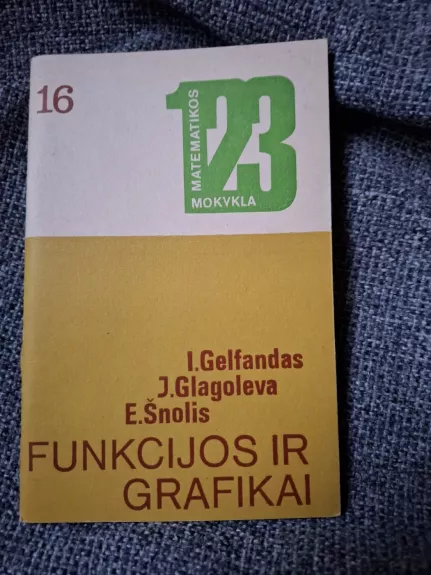 16
123
MATEMATIKOS
MOKYKLA
I.Gelfandas
J.Glagoleva
E.Šnolis
FUNKCIJOS IR
GRAFIKAI